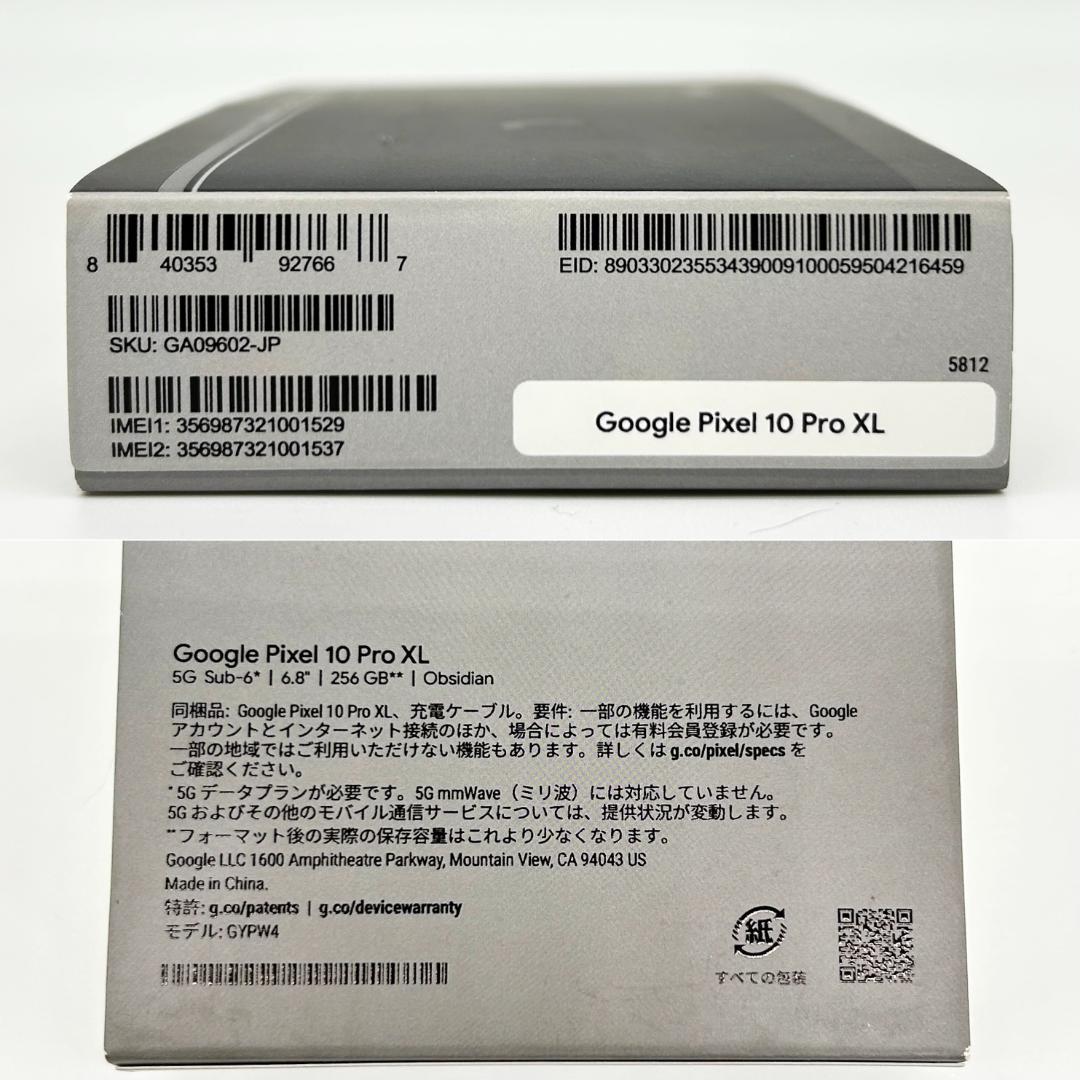 8 40353 92766 7
EID: 89033023553439009100059504216459
SKU: GA09602-JP
5812
IMEI1: 356987321001529
IMEI2: 356987321001537
Google Pixel 10 Pro XL
Google Pixel 10 Pro XL
5G Sub-6* | 6.8" | 256 GB** | Obsidian
同梱品: Google Pixel 10 Pro XL、充電ケーブル。要件: 一部の機能を利用するには、Google
アカウントとインターネット接続のほか、場合によっては有料会員登録が必要です。
一部の地域ではご利用いただけない機能もあります。詳しくは g.co/pixel/specs を
ご確認ください。
*5G データプランが必要です。5G mmWave（ミリ波）には対応していません。
5G およびその他のモバイル通信サービスについては、提供状況が変動します。
**フォーマット後の実際の保存容量はこれより少なくなります。
Google LLC 1600 Amphitheatre Parkway, Mountain View, CA 94043 US
Made in China.
特許: g.co/patents | g.co/devicewarranty
モデル: GYPW4
紙
すべての包装